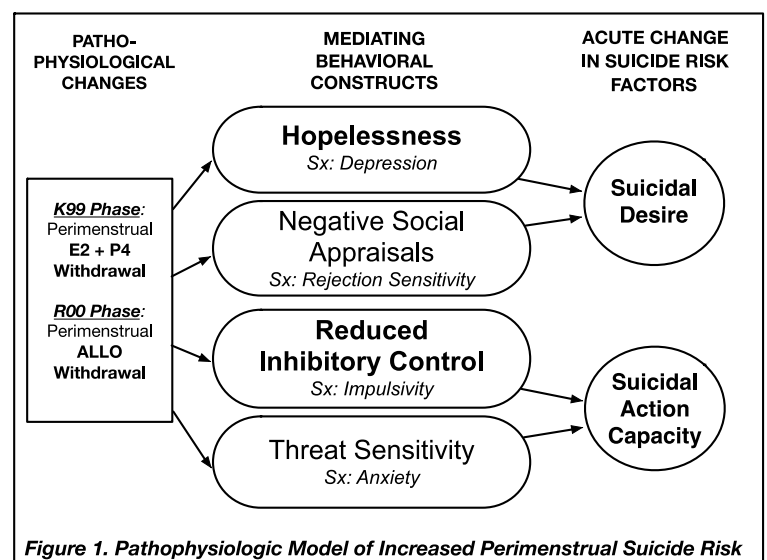 PATHO-
PHYSIOLOGICAL
CHANGES
MEDIATING
BEHAVIORAL
CONSTRUCTS
ACUTE CHANGE
IN SUICIDE RISK
FACTORS
K99 Phase:
Perimenstrual
E2 + P4
Withdrawal
R00 Phase:
Perimenstrual
ALLO
Withdrawal
Hopelessness
Sx: Depression
Negative Social
Appraisals
Sx: Rejection Sensitivity
Reduced
Inhibitory Control
Sx: Impulsivity
Threat Sensitivity
Sx: Anxiety
Suicidal
Desire
Suicidal
Action
Capacity
Figure 1. Pathophysiologic Model of Increased Perimenstrual Suicide Risk